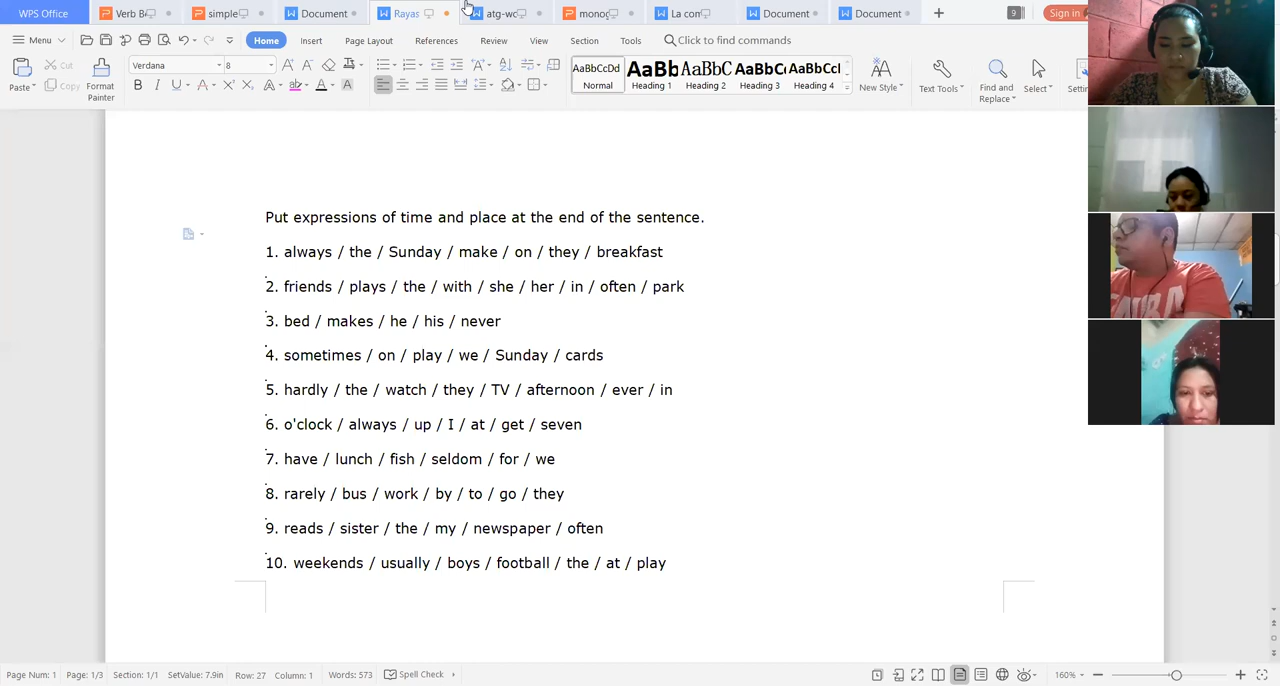 WPS Office Verb Be simple Document Rayas atg-wo monog La com Document Document 9 Sign in
Menu Home Insert Page Layout References Review View Section Tools Click to find commands
Paste Cut Copy Format Painter Verdana 8 AaBbCcDd Normal AaBb Heading 1 AaBbC Heading 2 AaBbCc Heading 3 AaBbCcl Heading 4 New Style Text Tools Find and Replace Select
Put expressions of time and place at the end of the sentence.
1. always / the / Sunday / make / on / they / breakfast
2. friends / plays / the / with / she / her / in / often / park
3. bed / makes / he / his / never
4. sometimes / on / play / we / Sunday / cards
5. hardly / the / watch / they / TV / afternoon / ever / in
6. o'clock / always / up / I / at / get / seven
7. have / lunch / fish / seldom / for / we
8. rarely / bus / work / by / to / go / they
9. reads / sister / the / my / newspaper / often
10. weekends / usually / boys / football / the / at / play
Page Num: 1 Page: 1/3 Section: 1/1 SetValue: 7.9in Row: 27 Column: 1 Words: 573 Spell Check 160%